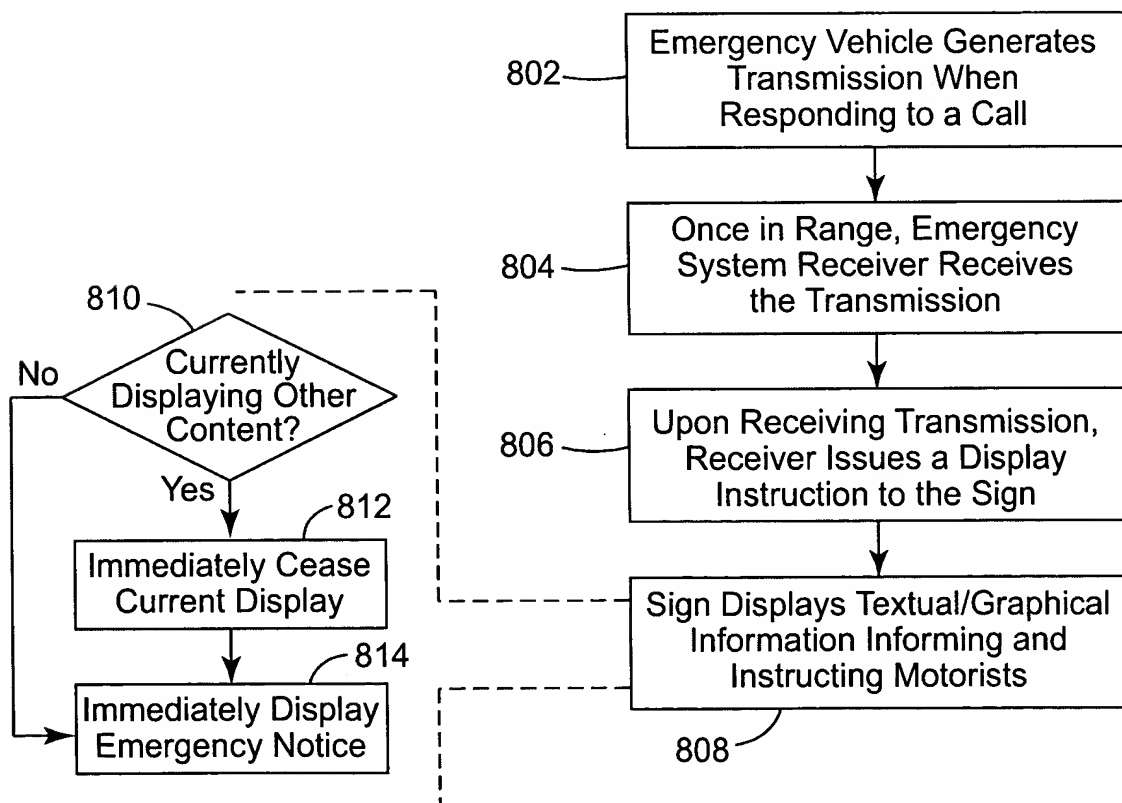 802
Emergency Vehicle Generates
Transmission When
Responding to a Call
804
Once in Range, Emergency
System Receiver Receives
the Transmission
806
Upon Receiving Transmission,
Receiver Issues a Display
Instruction to the Sign
Sign Displays Textual/Graphical
Information Informing and
Instructing Motorists
808
810
Currently
Displaying Other
Content?
No
Yes
812
Immediately Cease
Current Display
814
Immediately Display
Emergency Notice